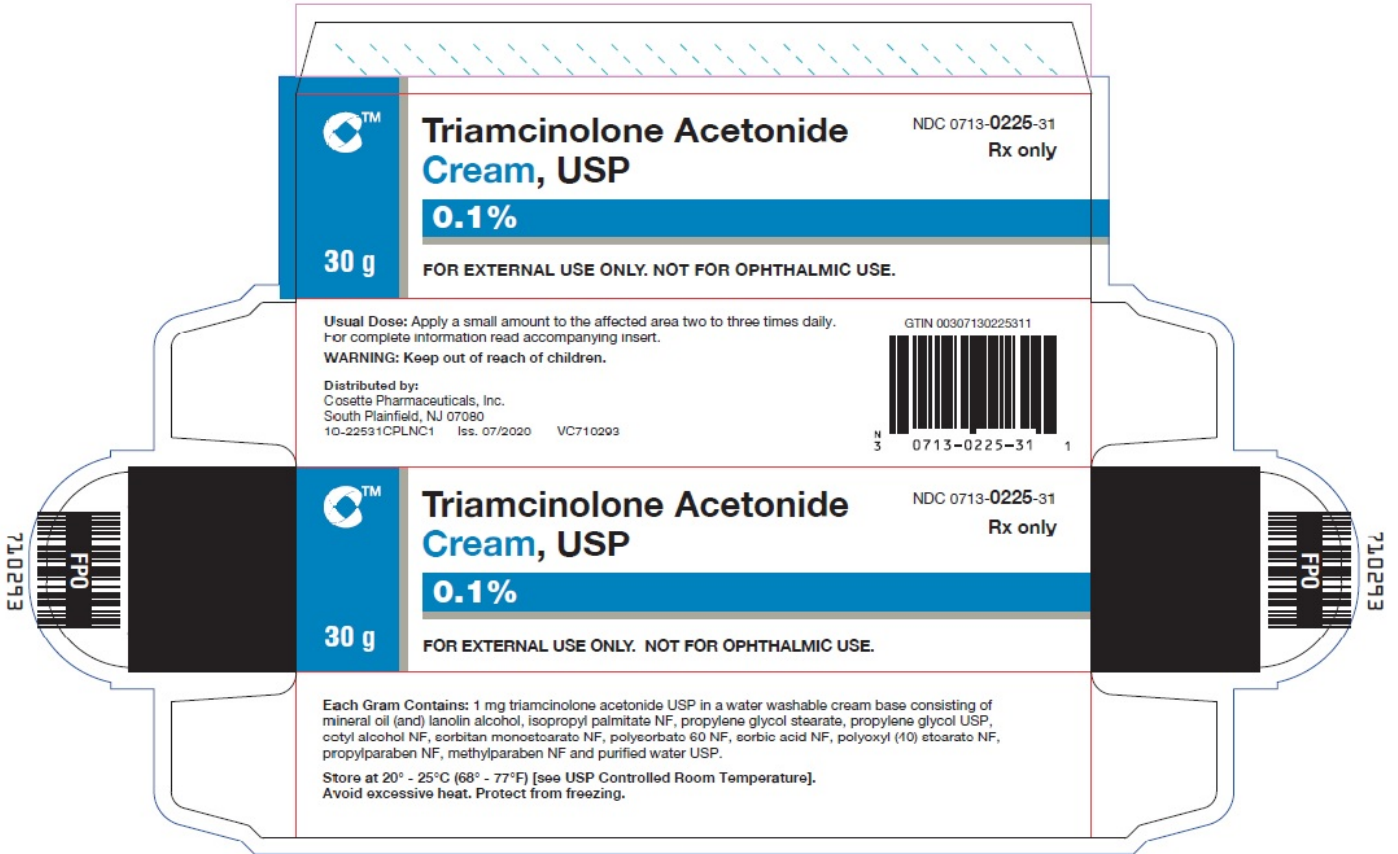 TM
Triamcinolone Acetonide
Cream, USP
NDC 0713-0225-31
Rx only
0.1%
30 g
FOR EXTERNAL USE ONLY. NOT FOR OPHTHALMIC USE.
Usual Dose: Apply a small amount to the affected area two to three times daily.
For complete information read accompanying insert.
WARNING: Keep out of reach of children.
Distributed by:
Cosette Pharmaceuticals, Inc.
South Plainfield, NJ 07080
10-22531CPLNC1 Iss. 07/2020 VC710293
GTIN 00307130225311
N
3 0713-0225-31 1
TM
Triamcinolone Acetonide
Cream, USP
NDC 0713-0225-31
Rx only
0.1%
30 g
FOR EXTERNAL USE ONLY. NOT FOR OPHTHALMIC USE.
710293
FPO
FPO
710293
Each Gram Contains: 1 mg triamcinolone acetonide USP in a water washable cream base consisting of
mineral oil (and) lanolin alcohol, isopropyl palmitate NF, propylene glycol stearate, propylene glycol USP,
cetyl alcohol NF, sorbitan monostearate NF, polysorbate 60 NF, sorbic acid NF, polyoxyl (40) stearate NF,
propylparaben NF, methylparaben NF and purified water USP.
Store at 20° - 25°C (68° - 77°F) [see USP Controlled Room Temperature].
Avoid excessive heat. Protect from freezing.